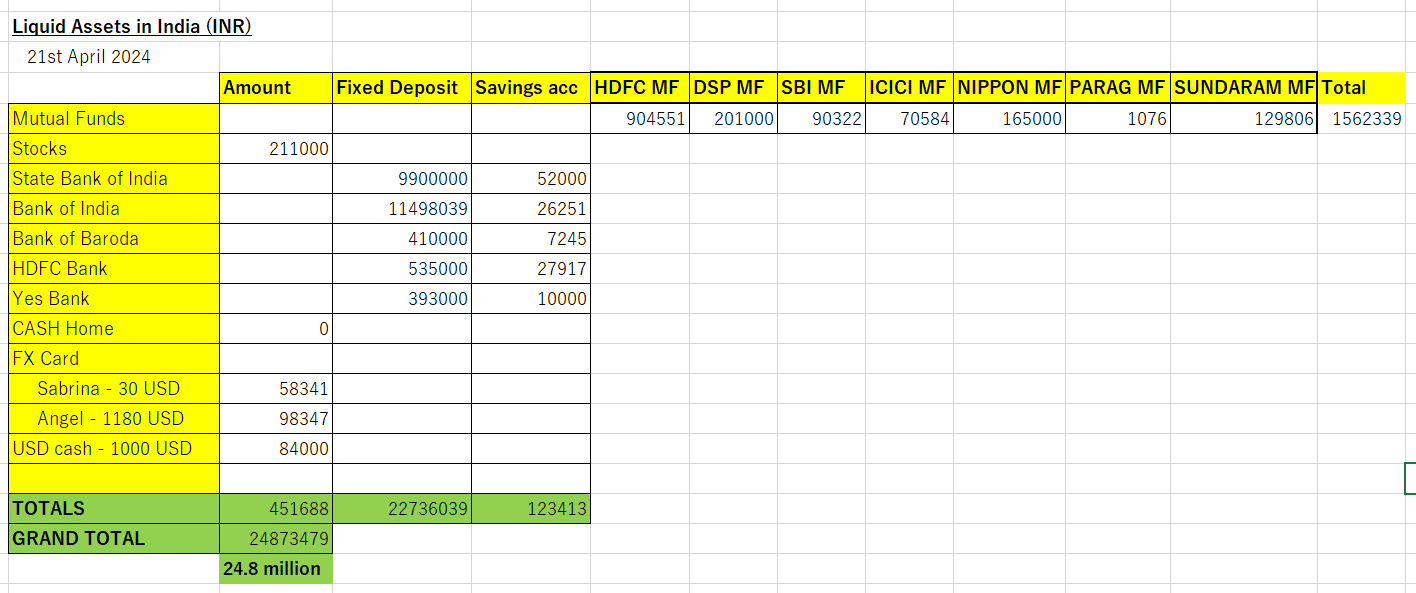 Liquid Assets in India (INR)
21st April 2024
Amount Fixed Deposit Savings acc HDFC MF DSP MF SBI MF ICICI MF NIPPON MF PARAG MF SUNDARAM MF Total
Mutual Funds 904551 201000 90322 70584 165000 1076 129806 1562339
Stocks 211000
State Bank of India 9900000 52000
Bank of India 11498039 26251
Bank of Baroda 410000 7245
HDFC Bank 535000 27917
Yes Bank 393000 10000
CASH Home 0
FX Card
Sabrina - 30 USD 58341
Angel - 1180 USD 98347
USD cash - 1000 USD 84000
TOTALS 451688 22736039 123413
GRAND TOTAL 24873479
24.8 million